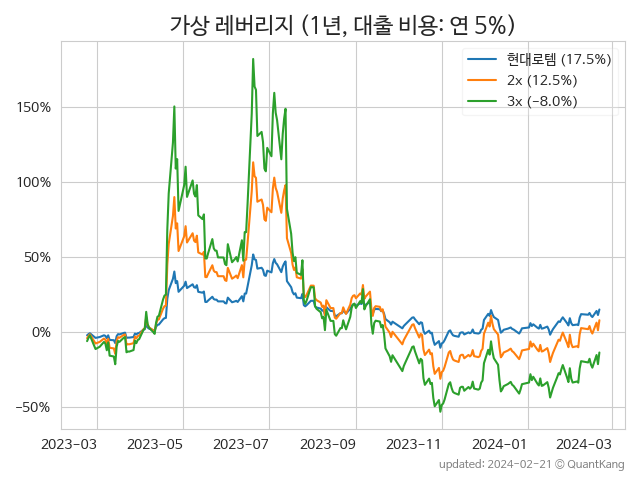 가상 레버리지 (1년, 대출 비용: 연 5%)
현대로템 (17.5%)
2x (12.5%)
3x (−8.0%)
150%
100%
50%
0%
−50%
2023−03 2023−05 2023−07 2023−09 2023−11 2024−01 2024−03
updated: 2024−02−21 © QuantKang